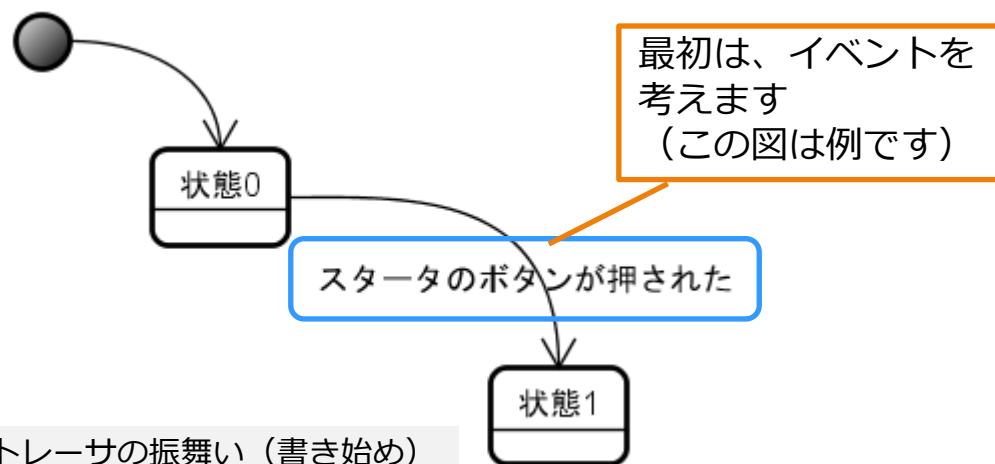 最初は、イベントを
考えます
（この図は例です）
状態0
スタータのボタンが押された
状態1
トレーサの振舞い（書き始め）